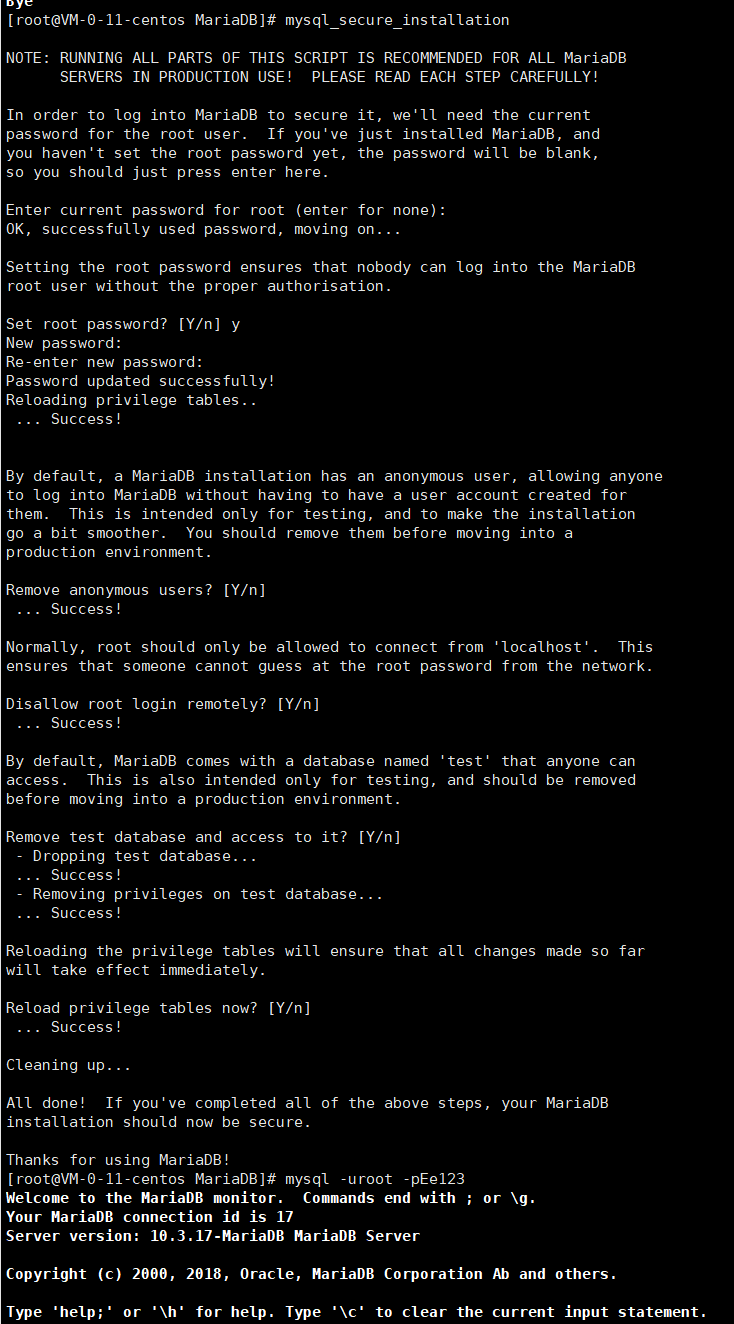 Bye
[root@VM-0-11-centos MariaDB]# mysql_secure_installation
NOTE: RUNNING ALL PARTS OF THIS SCRIPT IS RECOMMENDED FOR ALL MariaDB
SERVERS IN PRODUCTION USE!  PLEASE READ EACH STEP CAREFULLY!
In order to log into MariaDB to secure it, we'll need the current
password for the root user.  If you've just installed MariaDB, and
you haven't set the root password yet, the password will be blank,
so you should just press enter here.
Enter current password for root (enter for none):
OK, successfully used password, moving on...
Setting the root password ensures that nobody can log into the MariaDB
root user without the proper authorisation.
Set root password? [Y/n] y
New password:
Re-enter new password:
Password updated successfully!
Reloading privilege tables..
... Success!
By default, a MariaDB installation has an anonymous user, allowing anyone
to log into MariaDB without having to have a user account created for
them.  This is intended only for testing, and to make the installation
go a bit smoother.  You should remove them before moving into a
production environment.
Remove anonymous users? [Y/n]
... Success!
Normally, root should only be allowed to connect from 'localhost'.  This
ensures that someone cannot guess at the root password from the network.
Disallow root login remotely? [Y/n]
... Success!
By default, MariaDB comes with a database named 'test' that anyone can
access.  This is also intended only for testing, and should be removed
before moving into a production environment.
Remove test database and access to it? [Y/n]
- Dropping test database...
... Success!
- Removing privileges on test database...
... Success!
Reloading the privilege tables will ensure that all changes made so far
will take effect immediately.
Reload privilege tables now? [Y/n]
... Success!
Cleaning up...
All done!  If you've completed all of the above steps, your MariaDB
installation should now be secure.
Thanks for using MariaDB!
[root@VM-0-11-centos MariaDB]# mysql -uroot -pEe123
Welcome to the MariaDB monitor.  Commands end with ; or \g.
Your MariaDB connection id is 17
Server version: 10.3.17-MariaDB MariaDB Server
Copyright (c) 2000, 2018, Oracle, MariaDB Corporation Ab and others.
Type 'help;' or '\h' for help. Type '\c' to clear the current input statement.